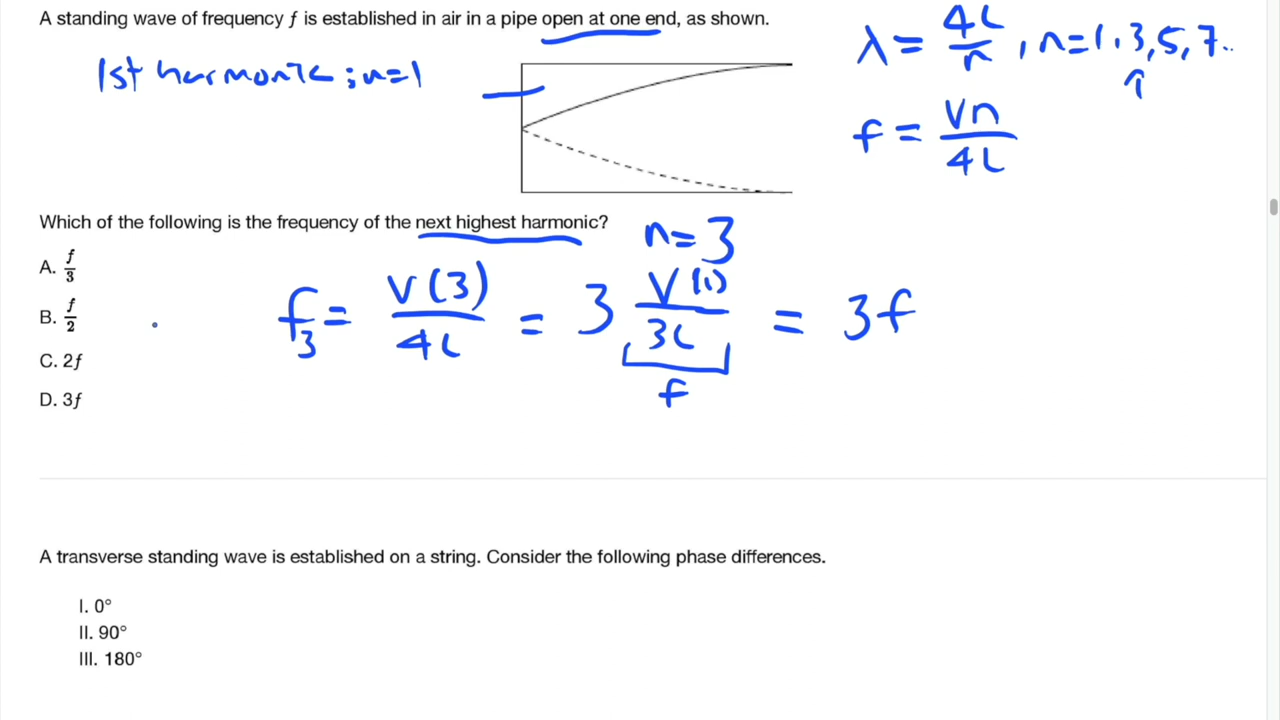 A standing wave of frequency f is established in air in a pipe open at one end, as shown.
λ = 4L/n , n=1, 3, 5, 7..
1st harmonic ; n=1
↑
f = Vn/4L
Which of the following is the frequency of the next highest harmonic?
n=3
A. f/3
B. f/2
f₃ = V(3)/4L = 3 V(1)/3L = 3f
f
C. 2f
D. 3f
A transverse standing wave is established on a string. Consider the following phase differences.
I. 0°
II. 90°
III. 180°